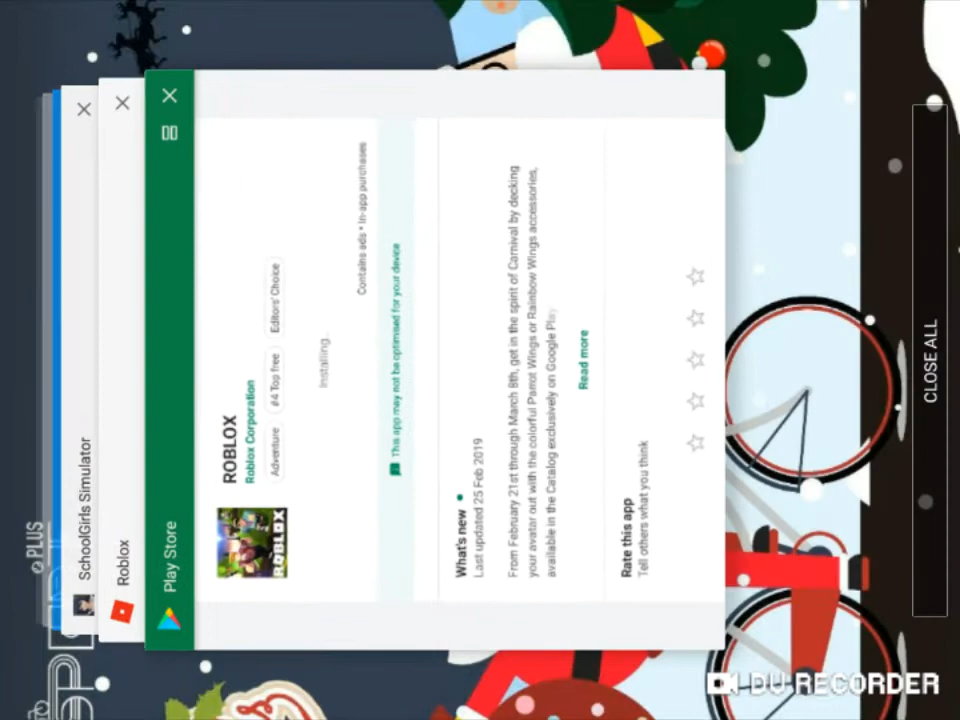 PLUS
SchoolGirls Simulator
Roblox
Play Store
ROBLOX
Roblox Corporation
Adventure
#4 Top free
Editors' Choice
Installing...
Contains ads • In-app purchases
This app may not be optimised for your device
What's new •
Last updated 25 Feb 2019
From February 21st through March 8th, get in the spirit of Carnival by decking
your avatar out with the colorful Parrot Wings or Rainbow Wings accessories,
available in the Catalog exclusively on Google Play
Read more
Rate this app
Tell others what you think
CLOSE ALL
ROBLOX
DU RECORDER